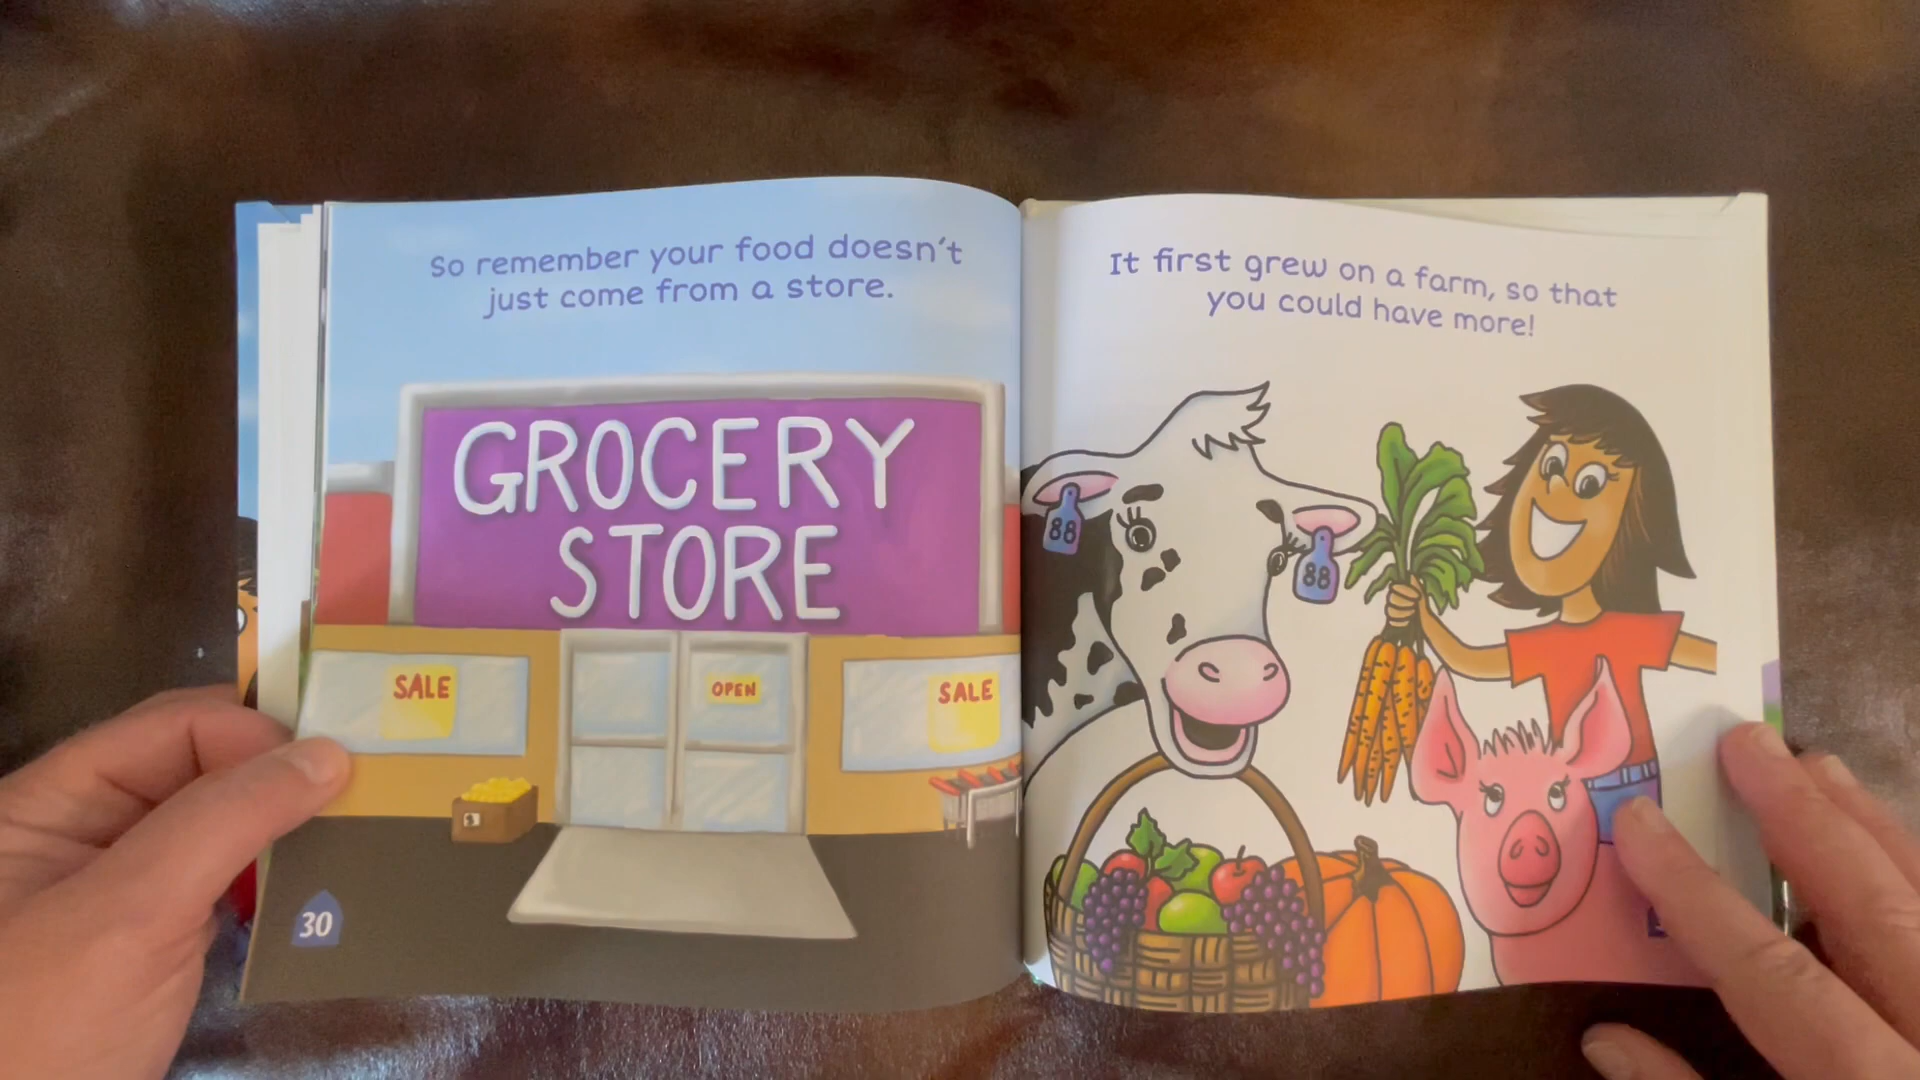 So remember your food doesn't
just come from a store.
GROCERY
STORE
SALE
OPEN
SALE
30
It first grew on a farm, so that
you could have more!
88
88